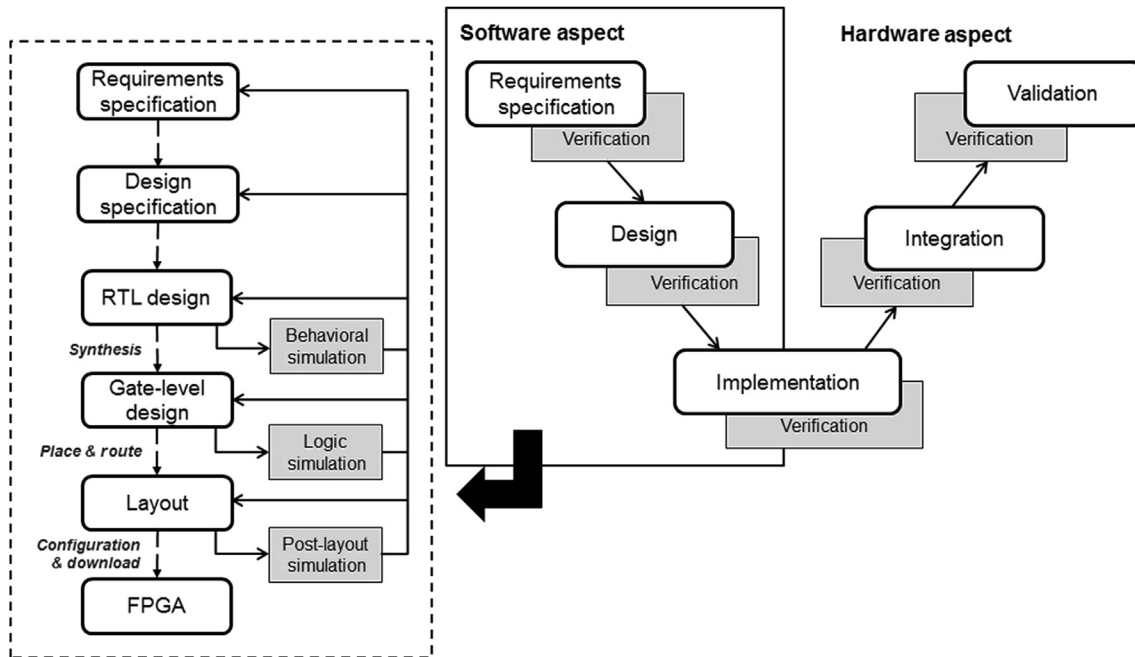 Requirements
specification
Design
specification
RTL design
Synthesis
Behavioral
simulation
Gate-level
design
Place & route
Logic
simulation
Layout
Configuration
& download
Post-layout
simulation
FPGA
Software aspect
Requirements
specification
Verification
Design
Verification
Implementation
Verification
Hardware aspect
Validation
Verification
Integration
Verification